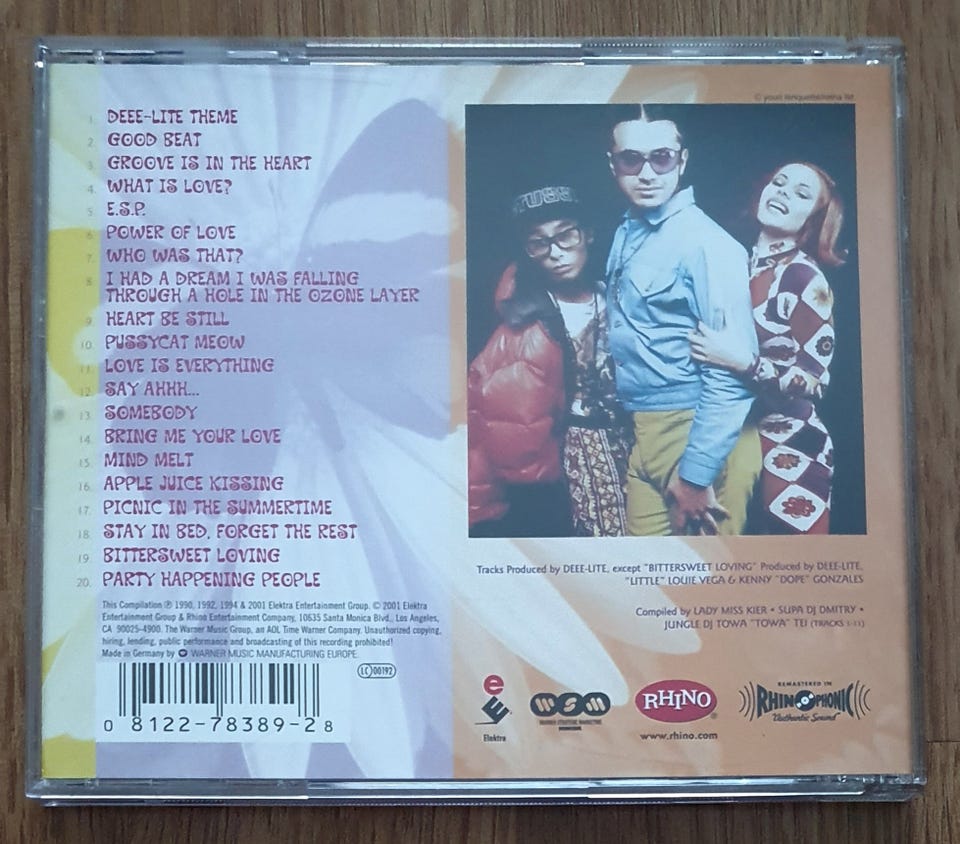 1. DEEE-LITE THEME
2. GOOD BEAT
3. GROOVE IS IN THE HEART
4. WHAT IS LOVE?
5. E.S.P.
6. POWER OF LOVE
7. WHO WAS THAT?
8. I HAD A DREAM I WAS FALLING
THROUGH A HOLE IN THE OZONE LAYER
9. HEART BE STILL
10. PUSSYCAT MEOW
11. LOVE IS EVERYTHING
12. SAY AHHH...
13. SOMEBODY
14. BRING ME YOUR LOVE
15. MIND MELT
16. APPLE JUICE KISSING
17. PICNIC IN THE SUMMERTIME
18. STAY IN BED, FORGET THE REST
19. BITTERSWEET LOVING
20. PARTY HAPPENING PEOPLE
This Compilation ℗ 1990, 1992, 1994 & 2001 Elektra Entertainment Group. © 2001 Elektra
Entertainment Group & Rhino Entertainment Company, 10635 Santa Monica Blvd., Los Angeles,
CA 90025-4900. The Warner Music Group, an AOL Time Warner Company. Unauthorized copying,
hiring, lending, public performance and broadcasting of this recording prohibited!
Made in Germany by WARNER MUSIC MANUFACTURING EUROPE.
LC 00192
0 8122-78389-2 8
Tracks Produced by DEEE-LITE, except "BITTERSWEET LOVING" Produced by DEEE-LITE,
"LITTLE" LOUIE VEGA & KENNY "DOPE" GONZALES
Compiled by LADY MISS KIER • SUPA DJ DMITRY •
JUNGLE DJ TOWA "TOWA" TEI (TRACKS 1-11)
Elektra
WSM
WARNER STRATEGIC MARKETING
RHINO®
www.rhino.com
REMASTERED IN
RHINOPHONIC
"Authentic Sound"